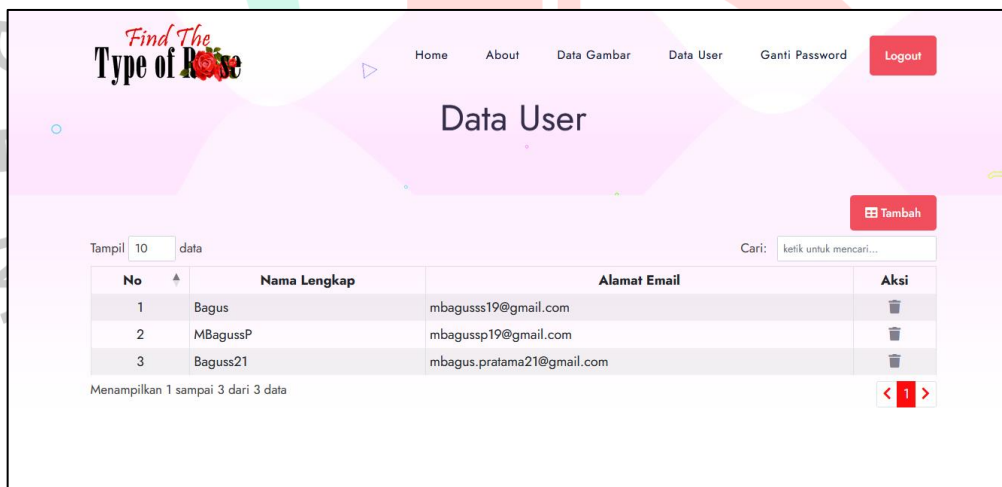 Find The
Type of Rose
Home About Data Gambar Data User Ganti Password Logout
Data User
Tambah
Tampil 10 data Cari: ketik untuk mencari...
No Nama Lengkap Alamat Email Aksi
1 Bagus mbagusss19@gmail.com
2 MBagussP mbagussp19@gmail.com
3 Baguss21 mbagus.pratama21@gmail.com
Menampilkan 1 sampai 3 dari 3 data
1